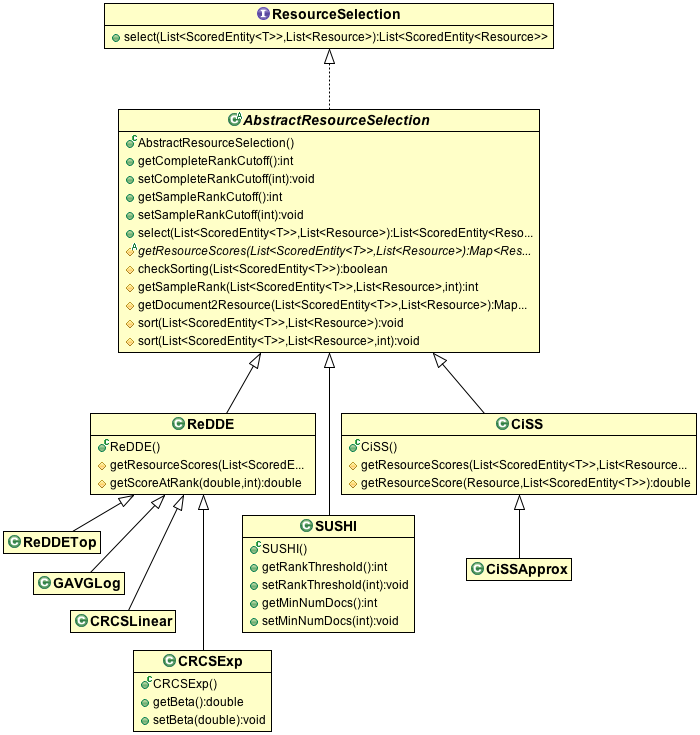 ResourceSelection
select(List<ScoredEntity<T>>,List<Resource>):List<ScoredEntity<Resource>>
AbstractResourceSelection
AbstractResourceSelection()
getCompleteRankCutoff():int
setCompleteRankCutoff(int):void
getSampleRankCutoff():int
setSampleRankCutoff(int):void
select(List<ScoredEntity<T>>,List<Resource>):List<ScoredEntity<Reso...
getResourceScores(List<ScoredEntity<T>>,List<Resource>):Map<Res...
checkSorting(List<ScoredEntity<T>>):boolean
getSampleRank(List<ScoredEntity<T>>,List<Resource>,int):int
getDocument2Resource(List<ScoredEntity<T>>,List<Resource>):Map...
sort(List<ScoredEntity<T>>,List<Resource>):void
sort(List<ScoredEntity<T>>,List<Resource>,int):void
ReDDE
ReDDE()
getResourceScores(List<ScoredE...
getScoreAtRank(double,int):double
CiSS
CiSS()
getResourceScores(List<ScoredEntity<T>>,List<Resource...
getResourceScore(Resource,List<ScoredEntity<T>>):double
ReDDETop
GAVGLog
CRCSLinear
SUSHI
SUSHI()
getRankThreshold():int
setRankThreshold(int):void
getMinNumDocs():int
setMinNumDocs(int):void
CiSSApprox
CRCSExp
CRCSExp()
getBeta():double
setBeta(double):void